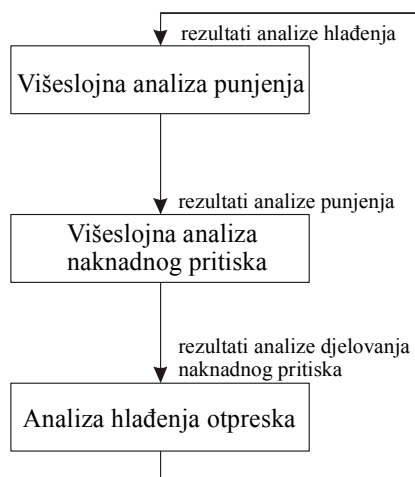 rezultati analize hlađenja
Višeslojna analiza punjenja
rezultati analize punjenja
Višeslojna analiza
naknadnog pritiska
rezultati analize djelovanja
naknadnog pritiska
Analiza hlađenja otpreska